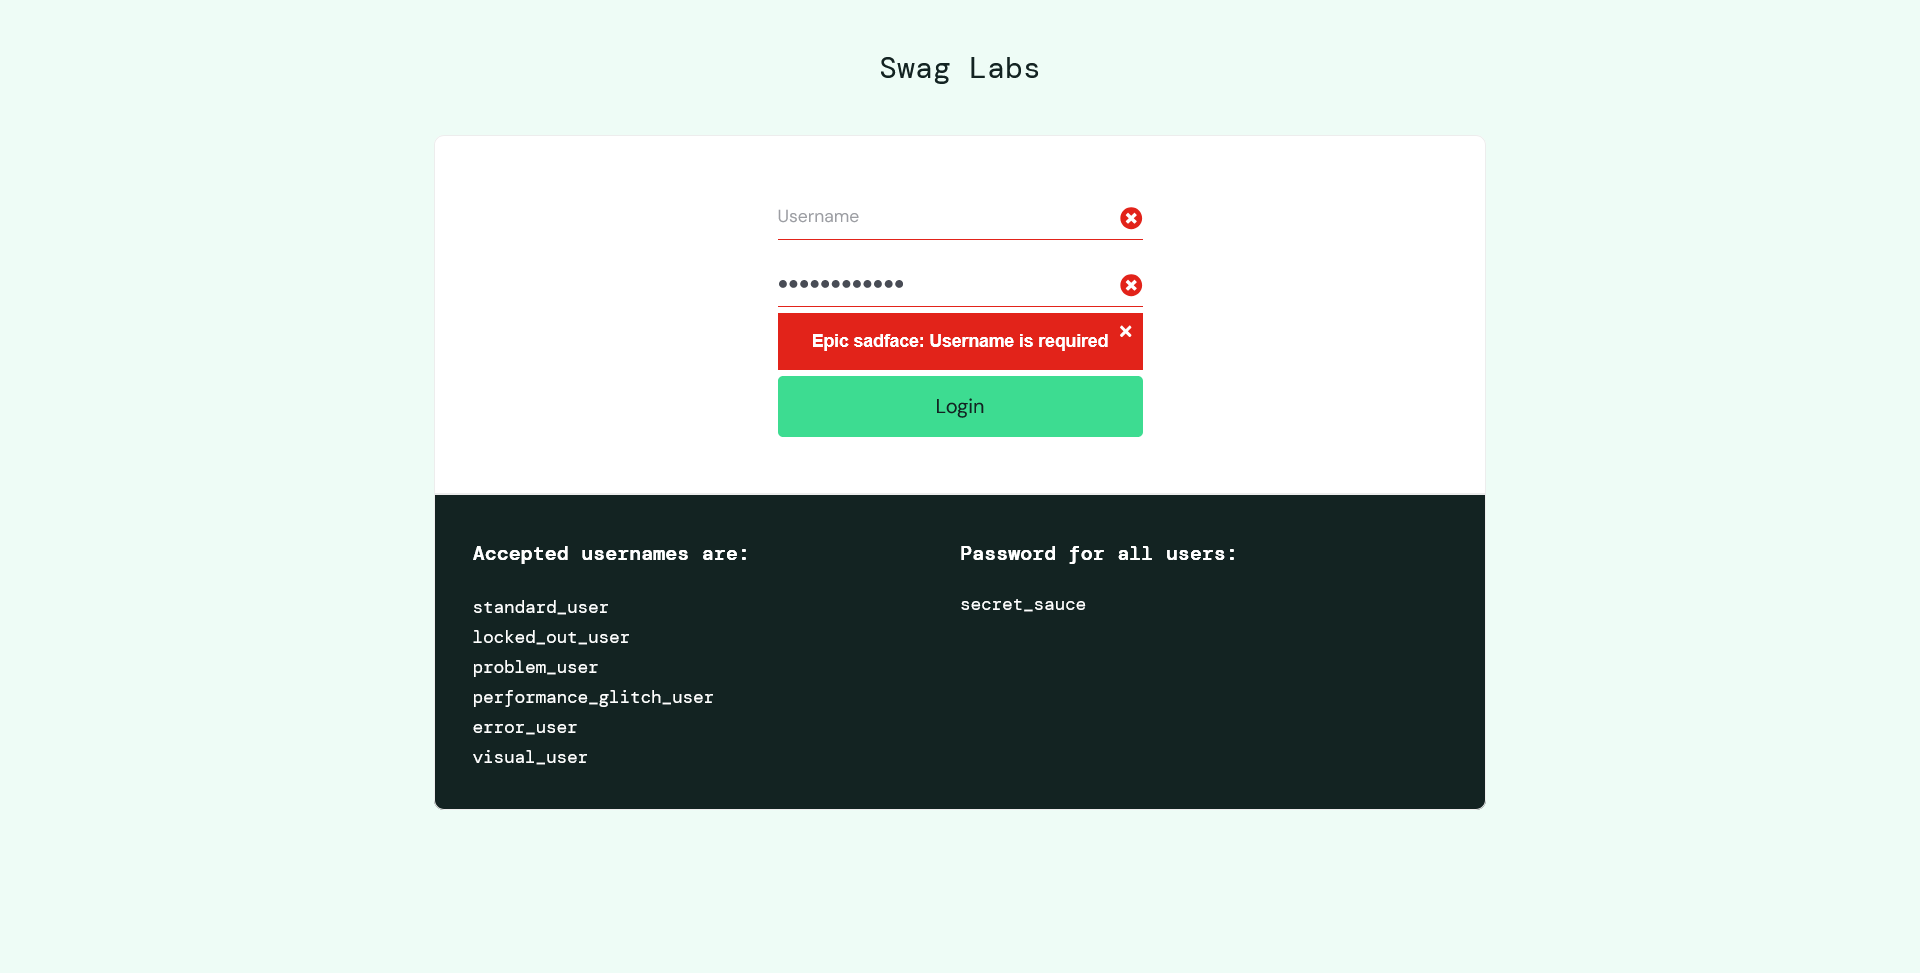 Swag Labs
Username
••••••••••••
Epic sadface: Username is required
Login
Accepted usernames are:
standard_user
locked_out_user
problem_user
performance_glitch_user
error_user
visual_user
Password for all users:
secret_sauce